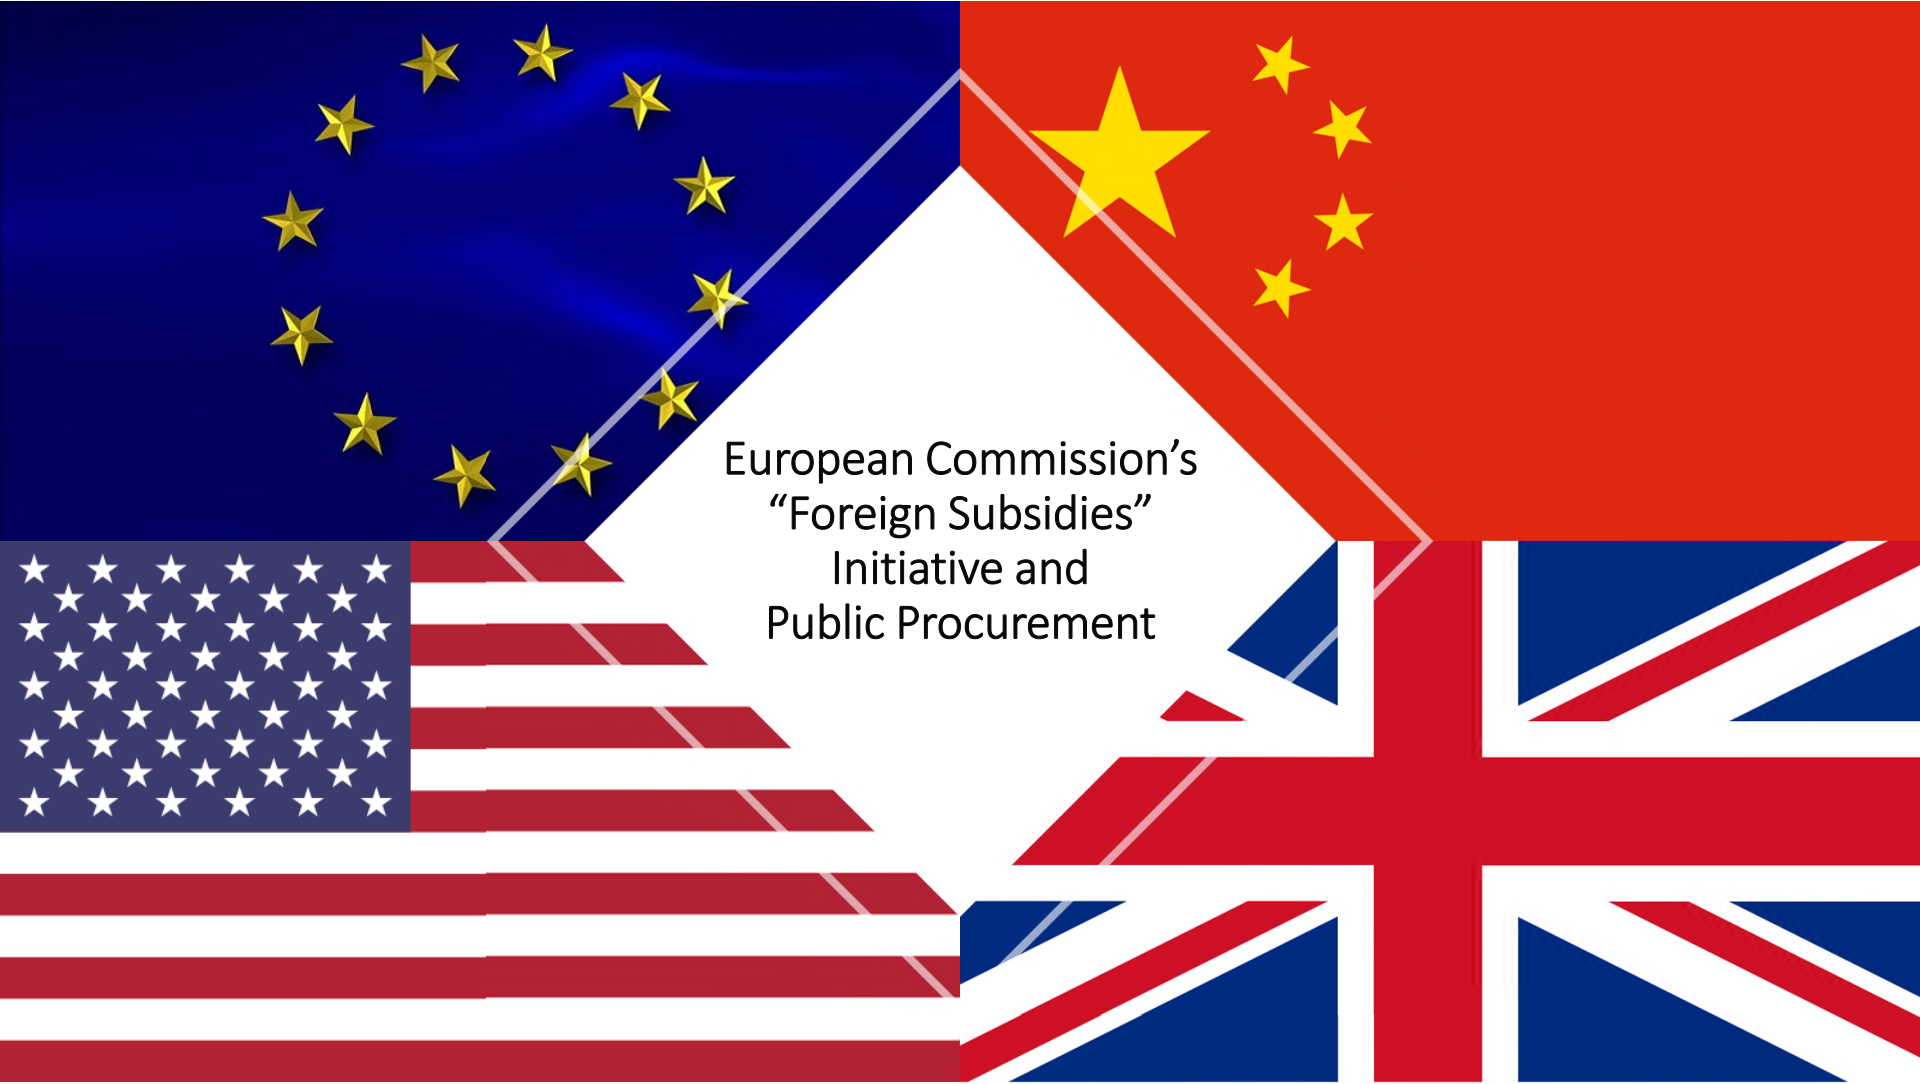 European Commission’s
“Foreign Subsidies”
Initiative and
Public Procurement